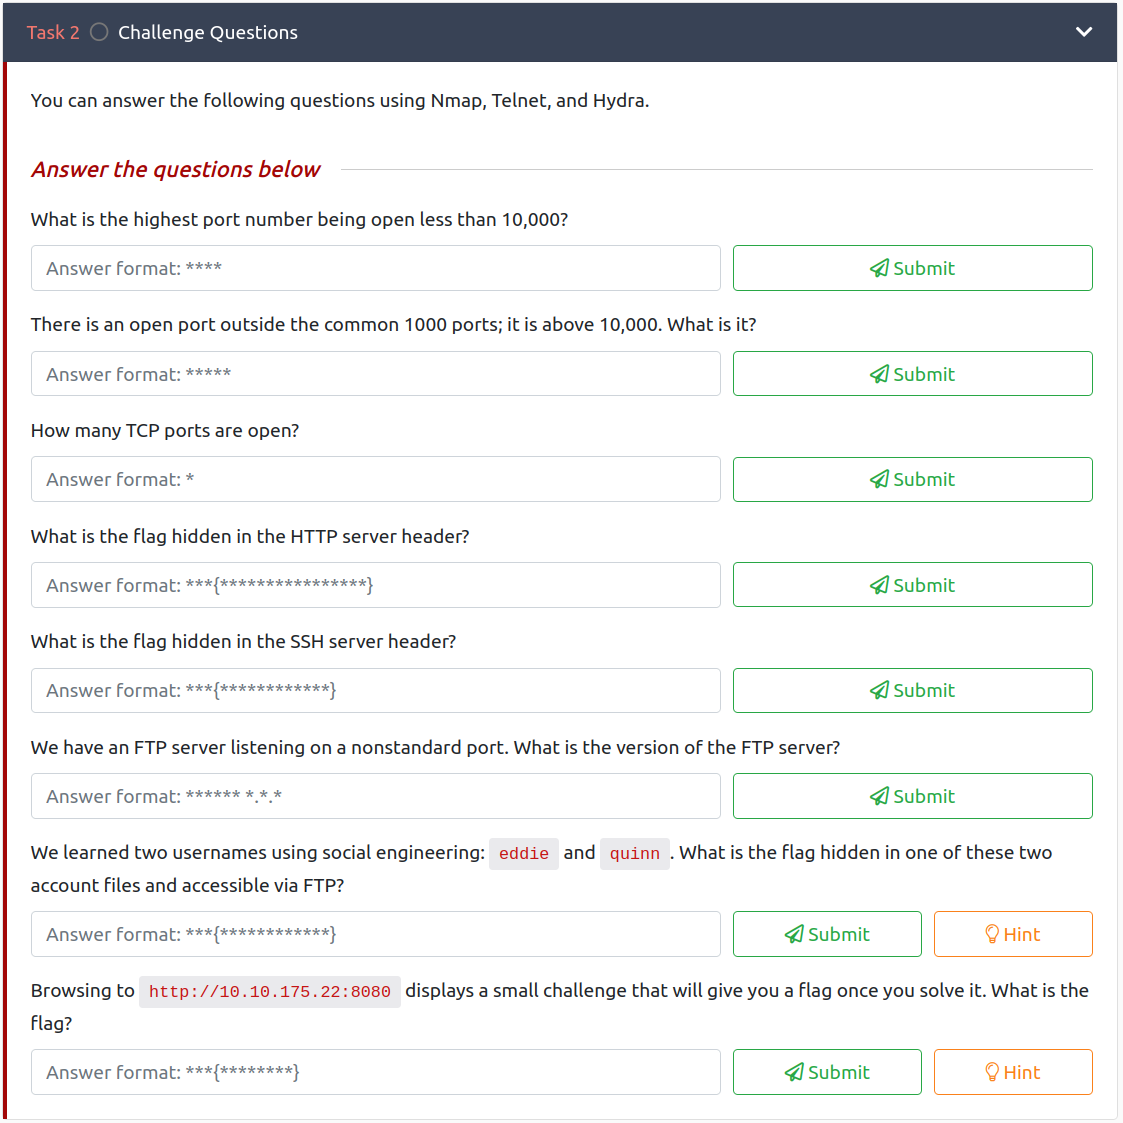 Task 2 Challenge Questions
You can answer the following questions using Nmap, Telnet, and Hydra.
Answer the questions below
What is the highest port number being open less than 10,000?
Answer format: **** Submit
There is an open port outside the common 1000 ports; it is above 10,000. What is it?
Answer format: ***** Submit
How many TCP ports are open?
Answer format: * Submit
What is the flag hidden in the HTTP server header?
Answer format: ***{****************} Submit
What is the flag hidden in the SSH server header?
Answer format: ***{************} Submit
We have an FTP server listening on a nonstandard port. What is the version of the FTP server?
Answer format: ****** *.*.* Submit
We learned two usernames using social engineering: eddie and quinn . What is the flag hidden in one of these two
account files and accessible via FTP?
Answer format: ***{************} Submit Hint
Browsing to http://10.10.175.22:8080 displays a small challenge that will give you a flag once you solve it. What is the
flag?
Answer format: ***{********} Submit Hint